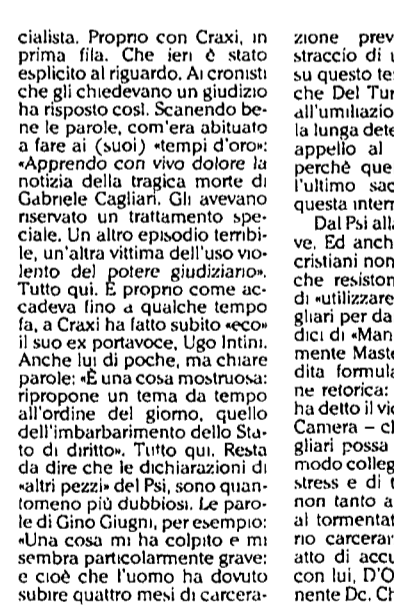 cialista. Proprio con Craxi, in
prima fila. Che ieri è stato
esplicito al riguardo. Ai cronisti
che gli chiedevano un giudizio
ha risposto così. Scanendo be-
ne le parole, com'era abituato
a fare ai (suoi) «tempi d'oro»:
«Apprendo con vivo dolore la
notizia della tragica morte di
Gabriele Cagliari. Gli avevano
riservato un trattamento spe-
ciale. Un altro episodio terribi-
le, un'altra vittima dell'uso vio-
lento del potere giudiziario».
Tutto qui. E proprio come ac-
cadeva fino a qualche tempo
fa, a Craxi ha fatto subito «eco»
il suo ex portavoce, Ugo Intini.
Anche lui di poche, ma chiare
parole: «È una cosa mostruosa:
ripropone un tema da tempo
all'ordine del giorno, quello
dell'imbarbarimento dello Sta-
to di diritto». Tutto qui. Resta
da dire che le dichiarazioni di
«altri pezzi» del Psi, sono quan-
tomeno più dubbiosi. Le paro-
le di Gino Giugni, per esempio:
«Una cosa mi ha colpito e mi
sembra particolarmente grave:
e cioè che l'uomo ha dovuto
subire quattro mesi di carcera-
zione prev
straccio di
su questo te
che Del Tur
all'umiliazio
la lunga dete
appello al
perchè que
l'ultimo sac
questa intern
Dal Psi alla
ve. Ed anch
cristiani non
che resiston
di «utilizzare
gliari per da
dici di «Man
mente Maste
dita formula
ne retorica:
ha detto il vic
Camera – cl
gliari possa
modo colleg
stress e di t
non tanto a
al tormentat
rio carcerar
atto di accu
con lui, D'O
nente Dc. Ch